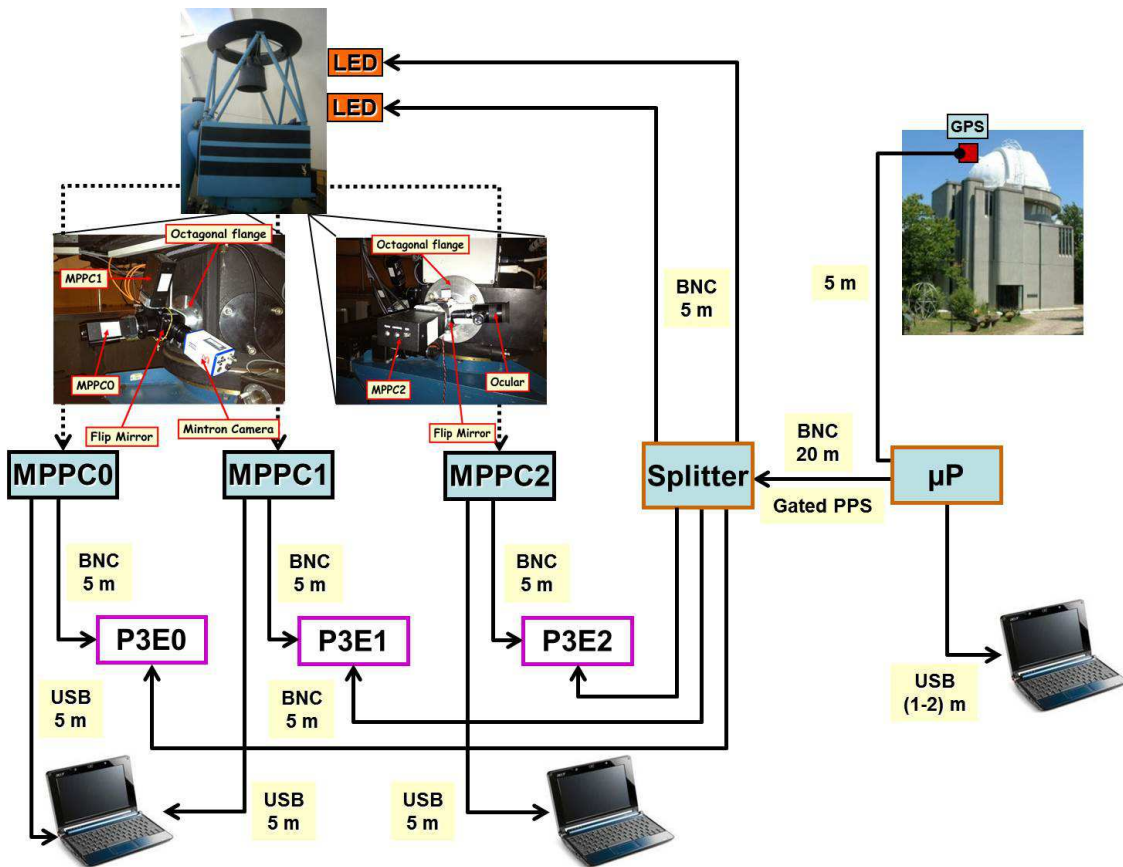 LED
LED
GPS
Octagonal flange
MPPC1
MPPC0
Flip Mirror
Mintron Camera
Octagonal flange
MPPC2
Ocular
Flip Mirror
BNC
5 m
5 m
MPPC0
MPPC1
MPPC2
Splitter
BNC
20 m
Gated PPS
µP
BNC
5 m
BNC
5 m
BNC
5 m
P3E0
P3E1
P3E2
USB
5 m
BNC
5 m
USB
(1-2) m
USB
5 m
USB
5 m